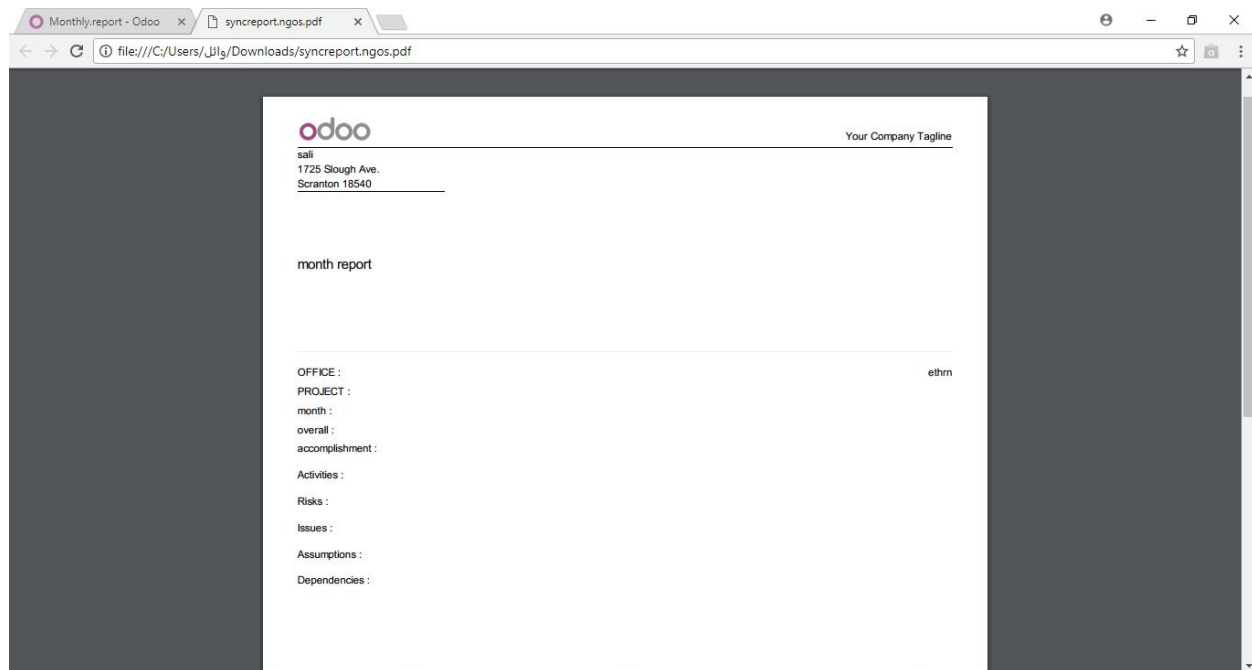 Monthly.report - Odoo
syncreport.ngos.pdf
file:///C:/Users/وائل/Downloads/syncreport.ngos.pdf
odoo
Your Company Tagline
sali
1725 Slough Ave.
Scranton 18540
month report
OFFICE : ethrn
PROJECT :
month :
overall :
accomplishment :
Activities :
Risks :
Issues :
Assumptions :
Dependencies :